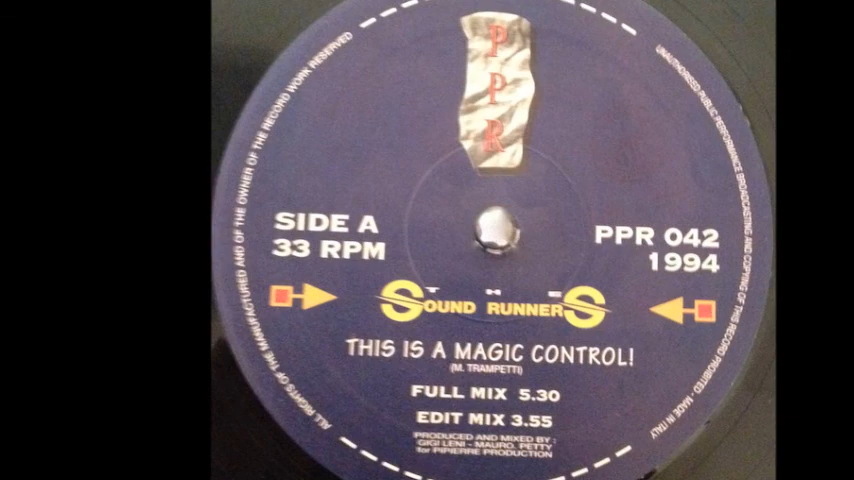 PPR
ALL RIGHTS OF THE MANUFACTURED AND OF THE OWNER OF THE RECORD WORK RESERVED
UNAUTHORISED PUBLIC PERFORMANCE BROADCASTING AND COPYING OF THIS RECORD PROHIBITED - MADE IN ITALY
SIDE A
33 RPM
PPR 042
1994
THE
SOUND RUNNERS
THIS IS A MAGIC CONTROL!
(M. TRAMPETTI)
FULL MIX 5.30
EDIT MIX 3.55
PRODUCED AND MIXED BY :
GIGI LENI - MAURO. PETTY
for PIPIERRE PRODUCTION